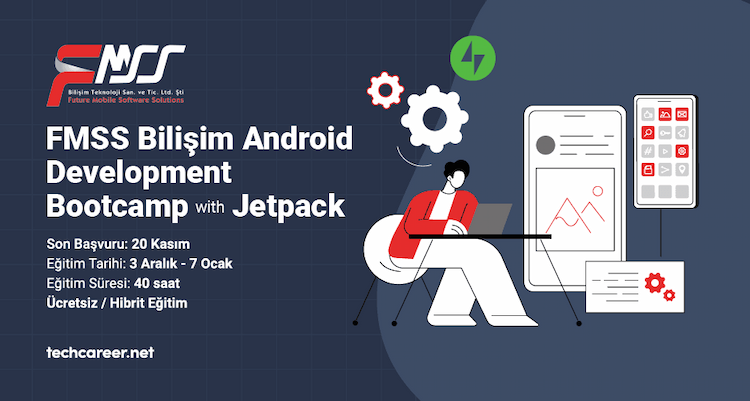 FMSS
Bilişim Teknoloji San. ve Tic. Ltd. Şti
Future Mobile Software Solutions
FMSS Bilişim Android
Development
Bootcamp with Jetpack
Son Başvuru: 20 Kasım
Eğitim Tarihi: 3 Aralık - 7 Ocak
Eğitim Süresi: 40 saat
Ücretsiz / Hibrit Eğitim
techcareer.net